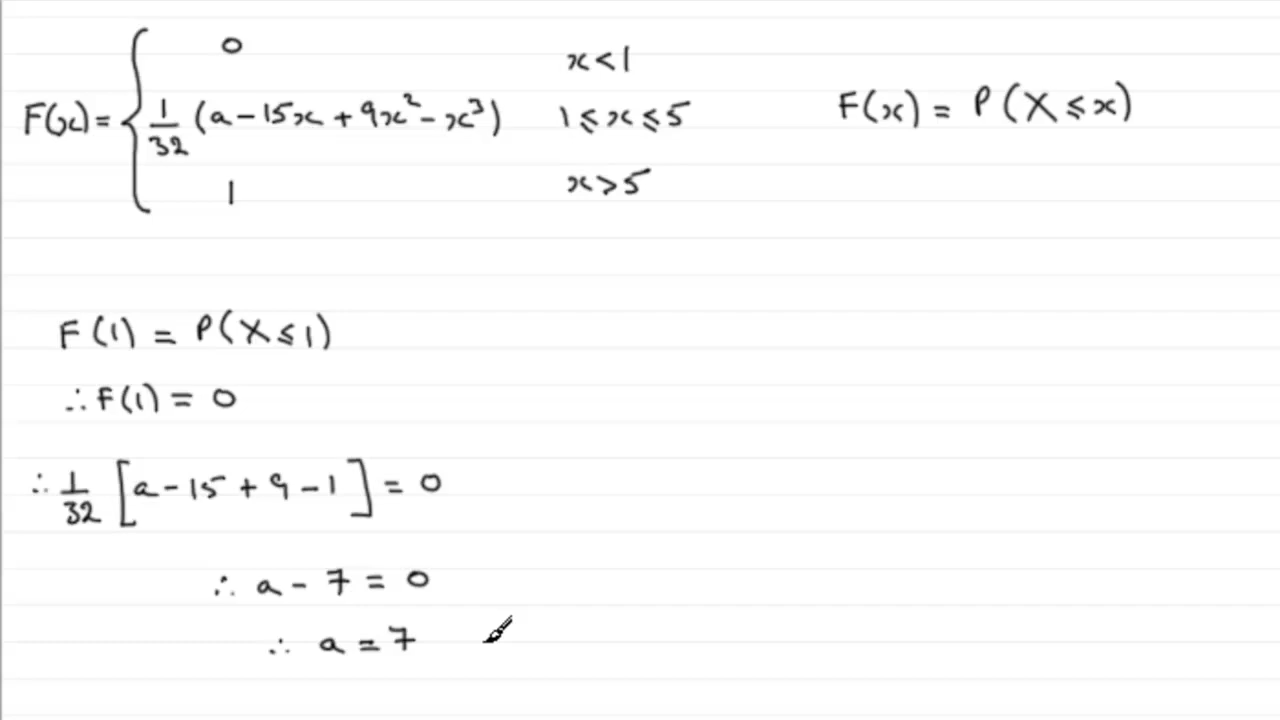 F(x) = { 0   x < 1
1/32 (a - 15x + 9x² - x³)   1 ≤ x ≤ 5
1   x > 5
F(x) = P(X ≤ x)
F(1) = P(X ≤ 1)
∴ F(1) = 0
∴ 1/32 [a - 15 + 9 - 1] = 0
∴ a - 7 = 0
∴ a = 7